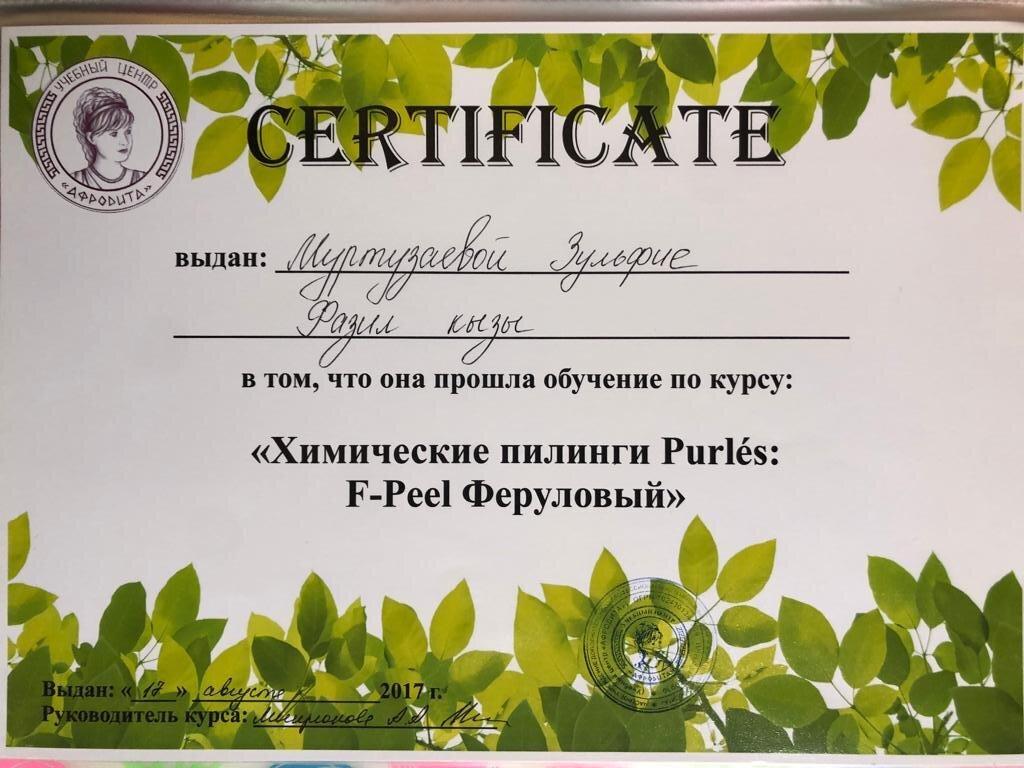 УЧЕБНЫЙ ЦЕНТР
«АФРОДИТА»
CERTIFICATE
выдан: Муртузаевой Зульфие
Фазил кызы
в том, что она прошла обучение по курсу:
«Химические пилинги Purlés:
F-Peel Феруловый»
Выдан: «17» августа 2017 г.
Руководитель курса:
«АФРОДИТА»